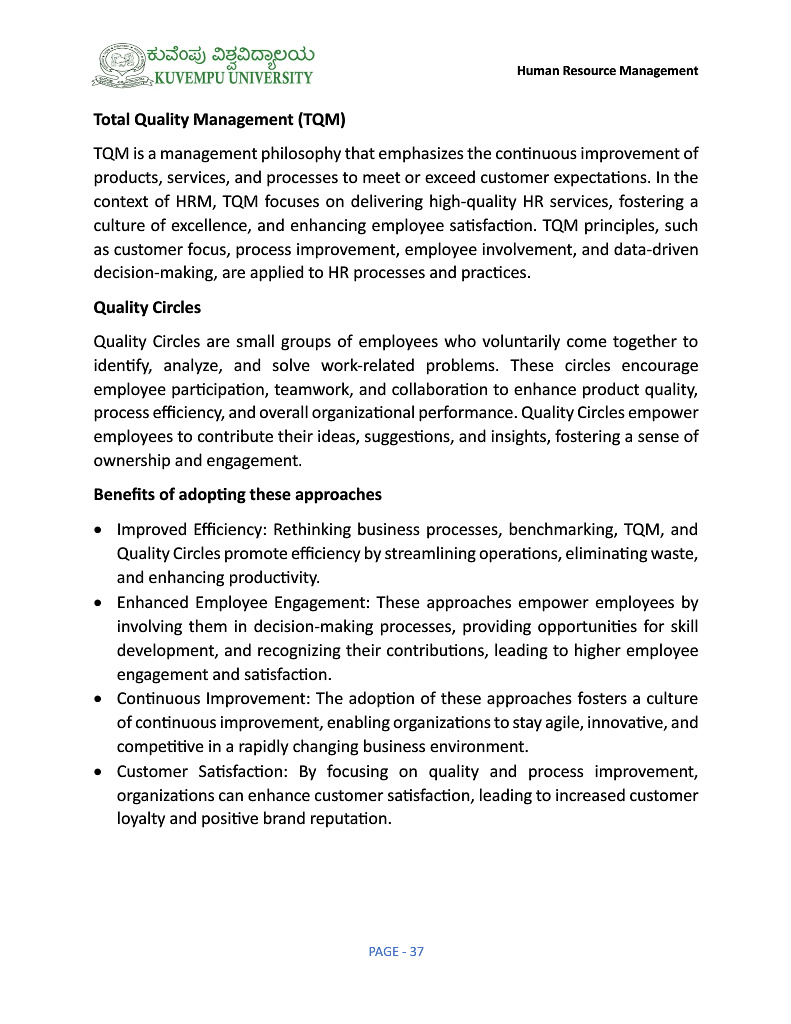 ಕುವೆಂಪು ವಿಶ್ವವಿದ್ಯಾಲಯ
KUVEMPU UNIVERSITY
Human Resource Management
Total Quality Management (TQM)
TQM is a management philosophy that emphasizes the continuous improvement of
products, services, and processes to meet or exceed customer expectations. In the
context of HRM, TQM focuses on delivering high-quality HR services, fostering a
culture of excellence, and enhancing employee satisfaction. TQM principles, such
as customer focus, process improvement, employee involvement, and data-driven
decision-making, are applied to HR processes and practices.
Quality Circles
Quality Circles are small groups of employees who voluntarily come together to
identify, analyze, and solve work-related problems. These circles encourage
employee participation, teamwork, and collaboration to enhance product quality,
process efficiency, and overall organizational performance. Quality Circles empower
employees to contribute their ideas, suggestions, and insights, fostering a sense of
ownership and engagement.
Benefits of adopting these approaches
• Improved Efficiency: Rethinking business processes, benchmarking, TQM, and
Quality Circles promote efficiency by streamlining operations, eliminating waste,
and enhancing productivity.
• Enhanced Employee Engagement: These approaches empower employees by
involving them in decision-making processes, providing opportunities for skill
development, and recognizing their contributions, leading to higher employee
engagement and satisfaction.
• Continuous Improvement: The adoption of these approaches fosters a culture
of continuous improvement, enabling organizations to stay agile, innovative, and
competitive in a rapidly changing business environment.
• Customer Satisfaction: By focusing on quality and process improvement,
organizations can enhance customer satisfaction, leading to increased customer
loyalty and positive brand reputation.
PAGE - 37